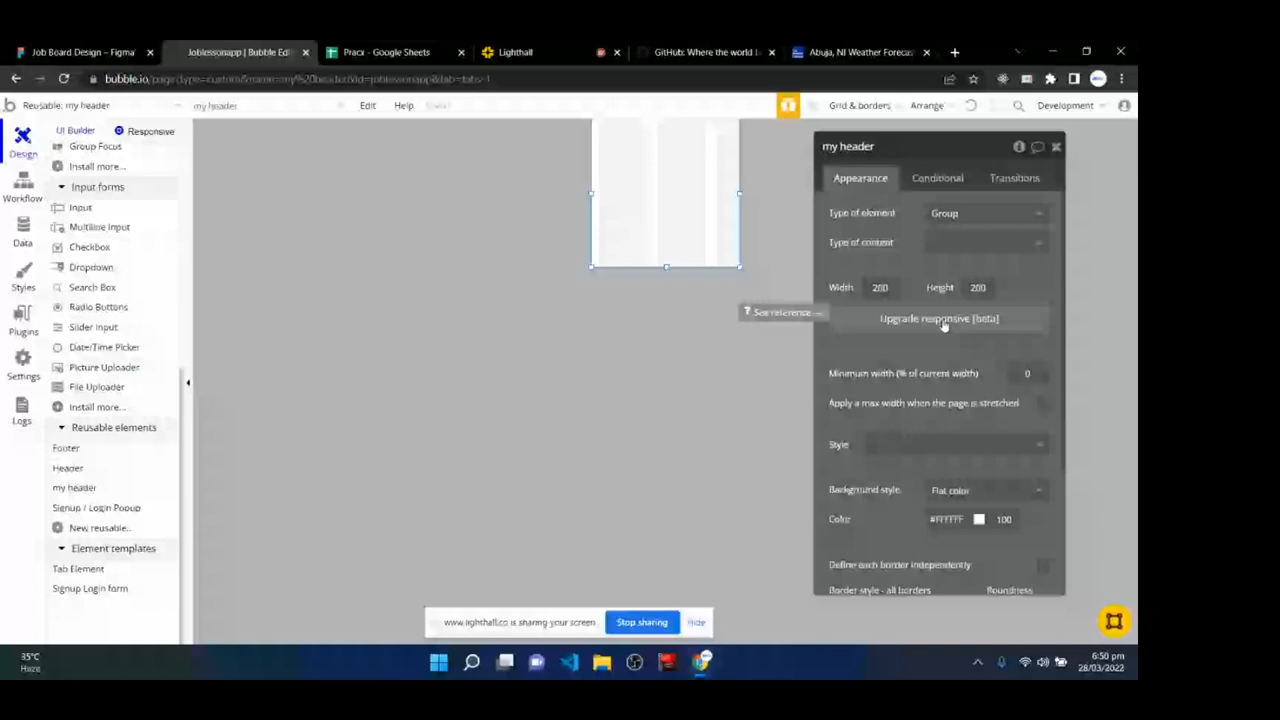 Job Board Design – Figma
Joblessonapp | Bubble Edi
Pracx - Google Sheets
Lighthall
GitHub: Where the world
Abuja, NI Weather Forecas
Reusable: my header
my header
Edit
Help
Grid & borders
Arrange
Development
Design
Workflow
Data
Styles
Plugins
Settings
Logs
UI Builder
Responsive
Group Focus
Install more...
Input forms
Input
Multiline Input
Checkbox
Dropdown
Search Box
Radio Buttons
Slider Input
Date/Time Picker
Picture Uploader
File Uploader
Install more...
Reusable elements
Footer
Header
my header
Signup / Login Popup
New reusable...
Element templates
Tab Element
Signup Login form
my header
Appearance
Conditional
Transitions
Type of element
Group
Type of content
Width 200 Height 200
? See reference
Upgrade responsive [beta]
Minimum width (% of current width) 0
Apply a max width when the page is stretched
Style
Background style
Flat color
Color
#FFFFFF 100
Define each border independently
Border style - all borders
Roundness
www.lighthall.co is sharing your screen.
Stop sharing
Hide
35°C
Haze
6:50 pm
28/03/2022